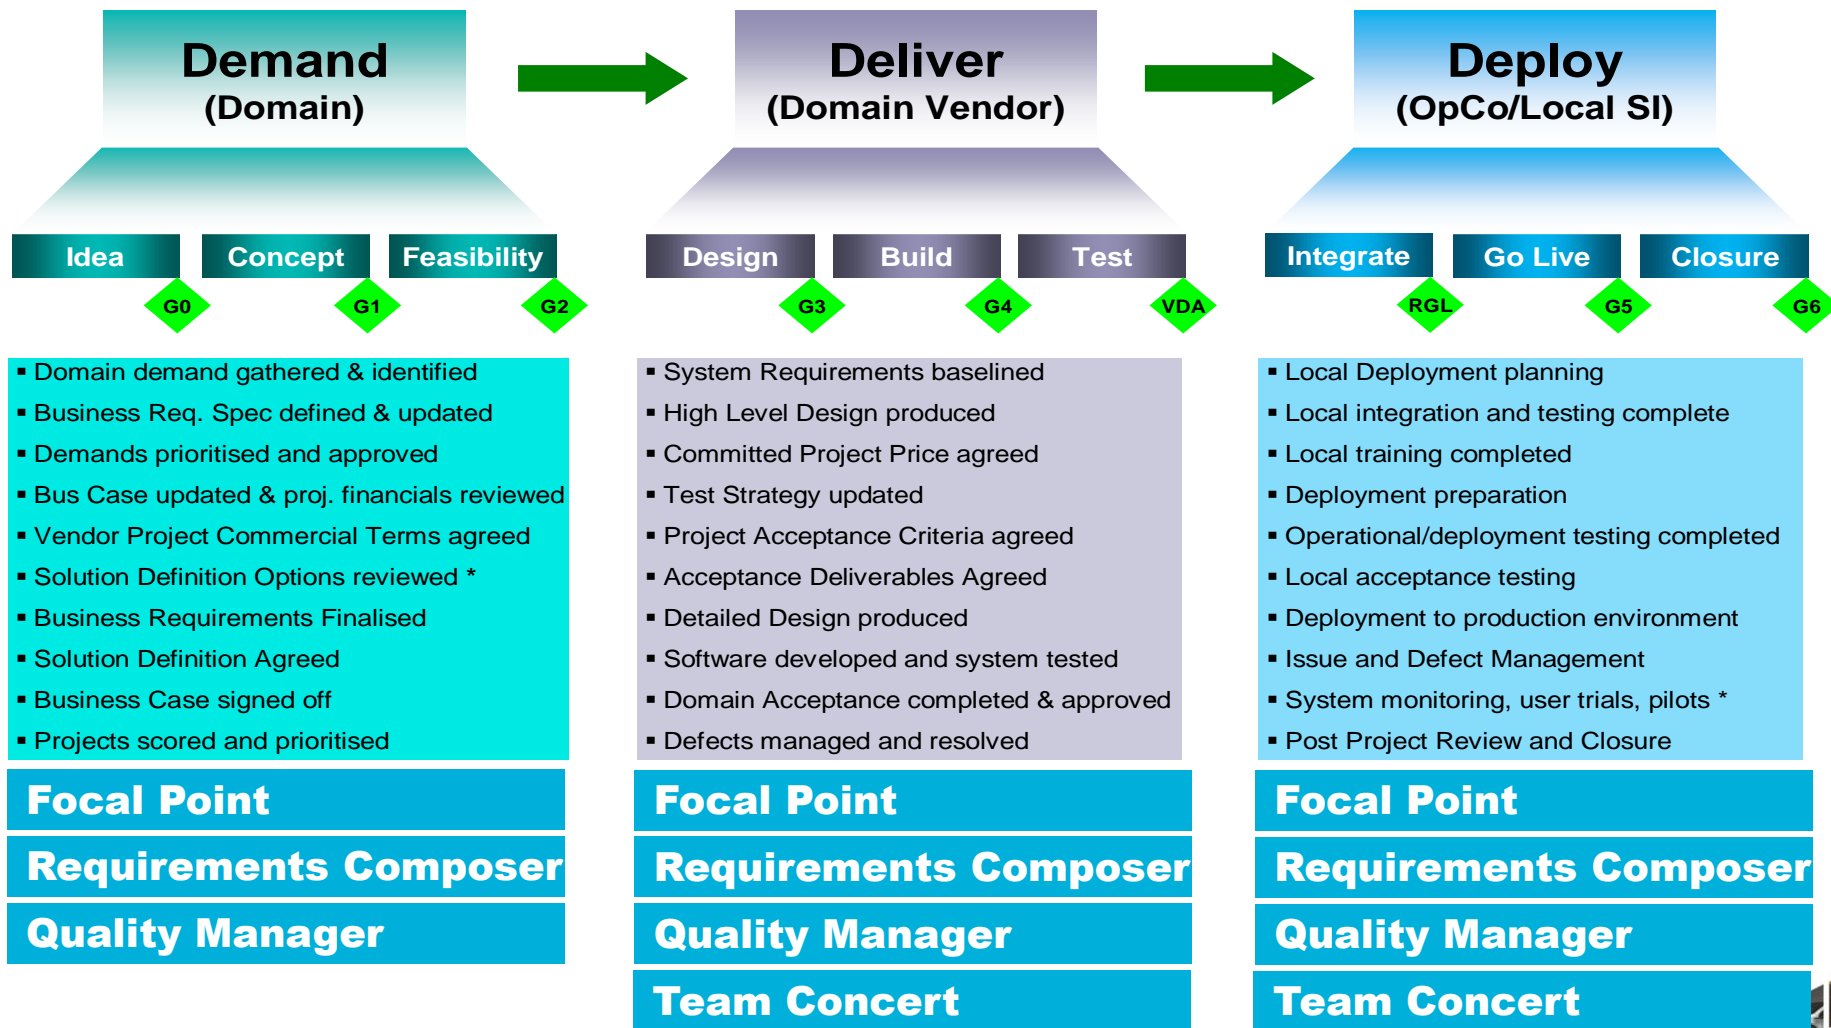 Demand
(Domain)
Deliver
(Domain Vendor)
Deploy
(OpCo/Local SI)
Idea
Concept
Feasibility
Design
Build
Test
Integrate
Go Live
Closure
G0
G1
G2
G3
G4
VDA
RGL
G5
G6
▪ Domain demand gathered & identified
▪ Business Req. Spec defined & updated
▪ Demands prioritised and approved
▪ Bus Case updated & proj. financials reviewed
▪ Vendor Project Commercial Terms agreed
▪ Solution Definition Options reviewed *
▪ Business Requirements Finalised
▪ Solution Definition Agreed
▪ Business Case signed off
▪ Projects scored and prioritised
▪ System Requirements baselined
▪ High Level Design produced
▪ Committed Project Price agreed
▪ Test Strategy updated
▪ Project Acceptance Criteria agreed
▪ Acceptance Deliverables Agreed
▪ Detailed Design produced
▪ Software developed and system tested
▪ Domain Acceptance completed & approved
▪ Defects managed and resolved
▪ Local Deployment planning
▪ Local integration and testing complete
▪ Local training completed
▪ Deployment preparation
▪ Operational/deployment testing completed
▪ Local acceptance testing
▪ Deployment to production environment
▪ Issue and Defect Management
▪ System monitoring, user trials, pilots *
▪ Post Project Review and Closure
Focal Point
Requirements Composer
Quality Manager
Focal Point
Requirements Composer
Quality Manager
Team Concert
Focal Point
Requirements Composer
Quality Manager
Team Concert